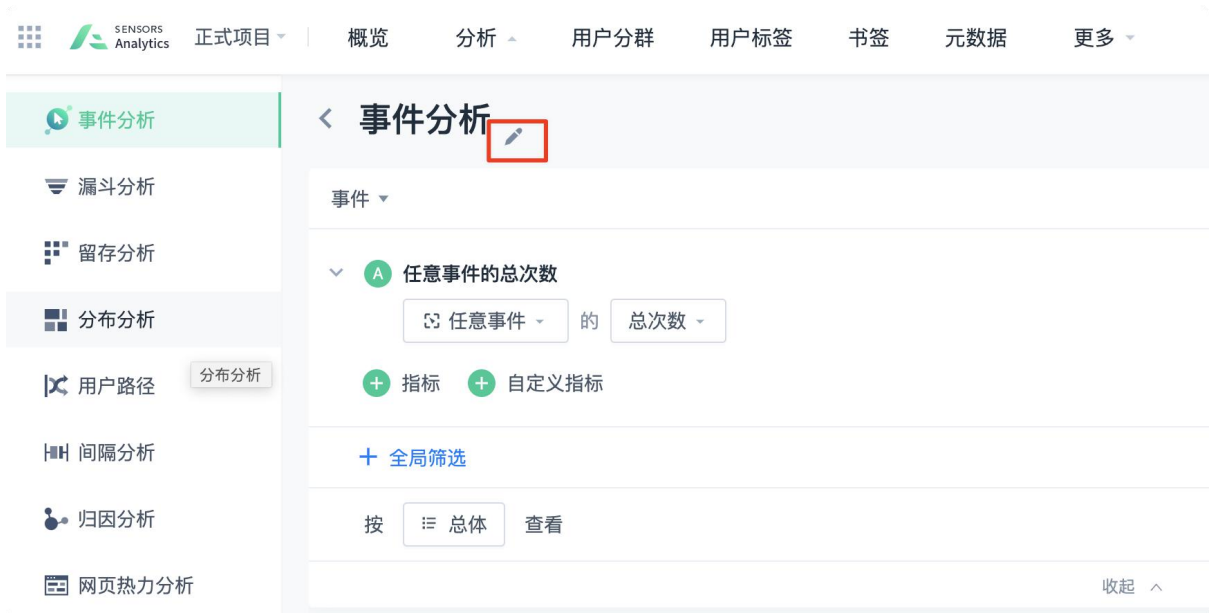 SENSORS
Analytics
正式项目 概览 分析 用户分群 用户标签 书签 元数据 更多
事件分析
漏斗分析
留存分析
分布分析
用户路径
分布分析
间隔分析
归因分析
网页热力分析
事件分析
事件
A 任意事件的总次数
任意事件 的 总次数
指标 自定义指标
全局筛选
按 总体 查看
收起